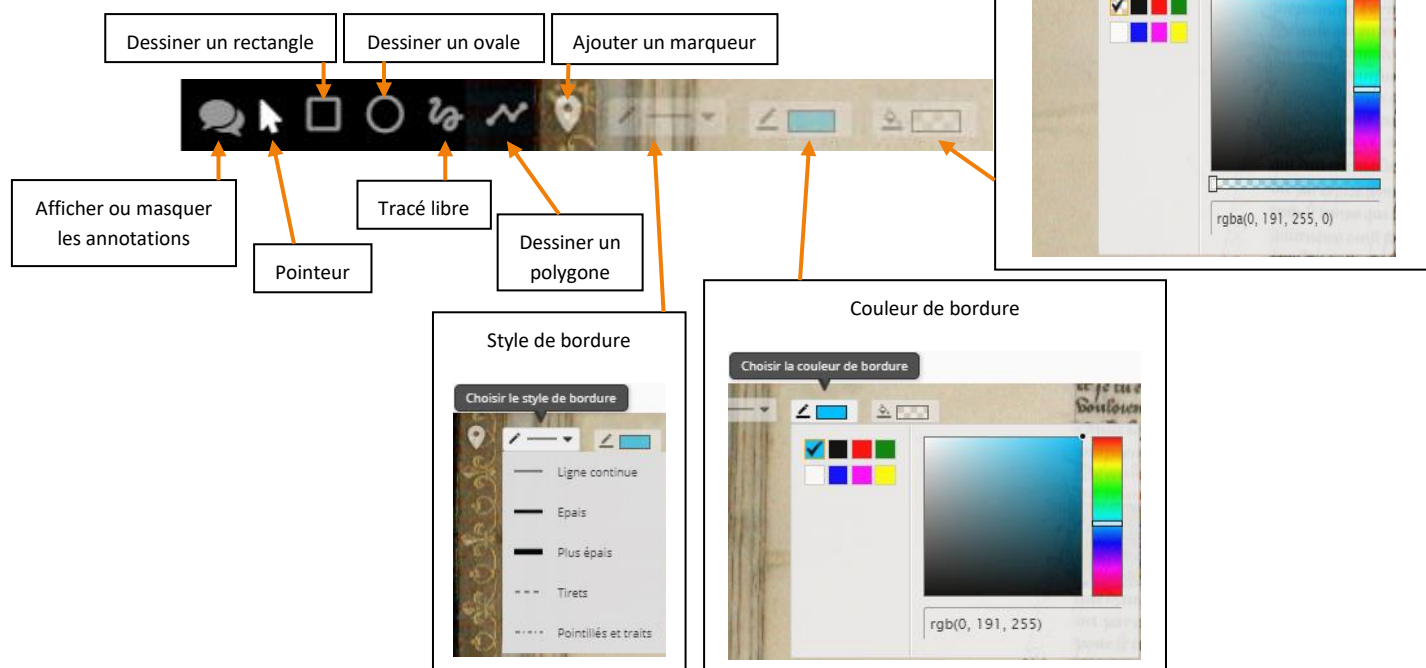 Dessiner un rectangle
Dessiner un ovale
Ajouter un marqueur
Afficher ou masquer
les annotations
Pointeur
Tracé libre
Dessiner un
polygone
rgba(0, 191, 255, 0)
Style de bordure
Choisir le style de bordure
Ligne continue
Epais
Plus épais
Tirets
Pointillés et traits
Couleur de bordure
Choisir la couleur de bordure
rgb(0, 191, 255)